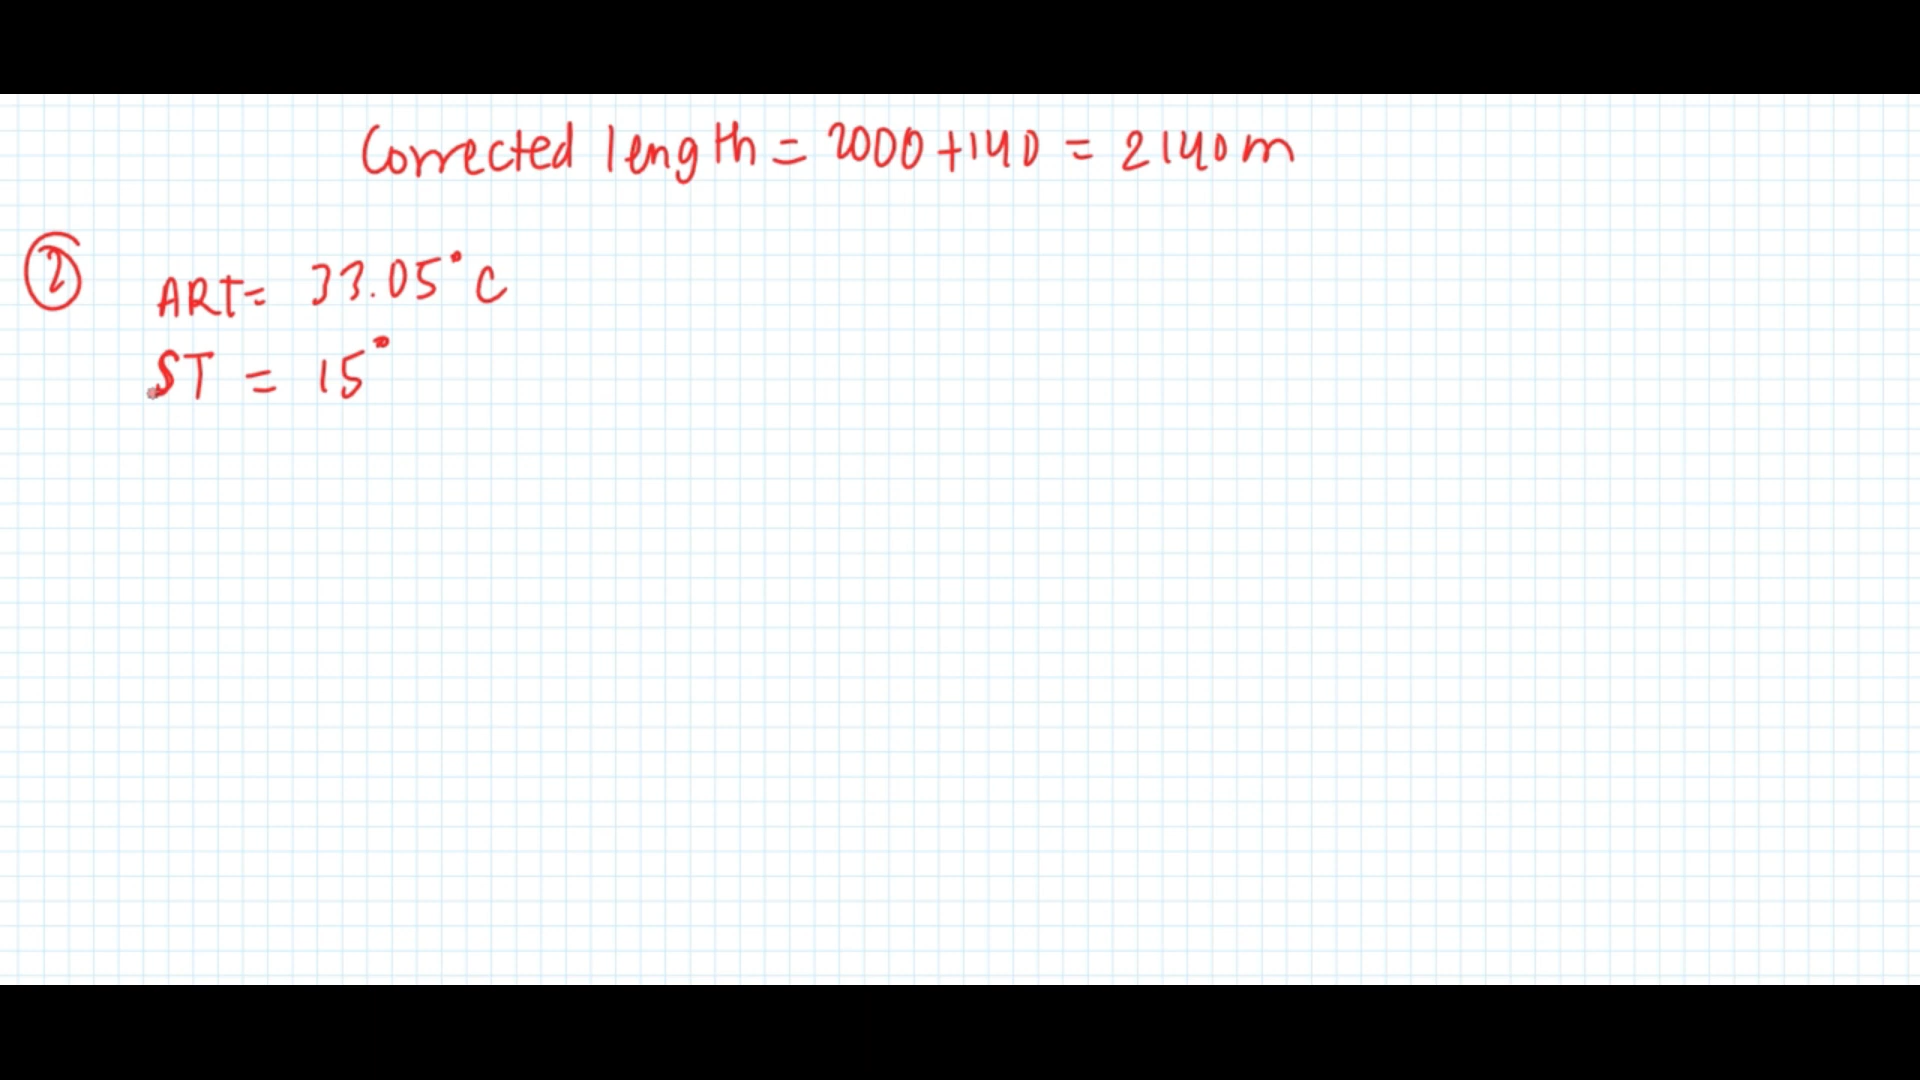 Corrected length = 2000 + 140 = 2140 m
② ART = 33.05° C
ST = 15°